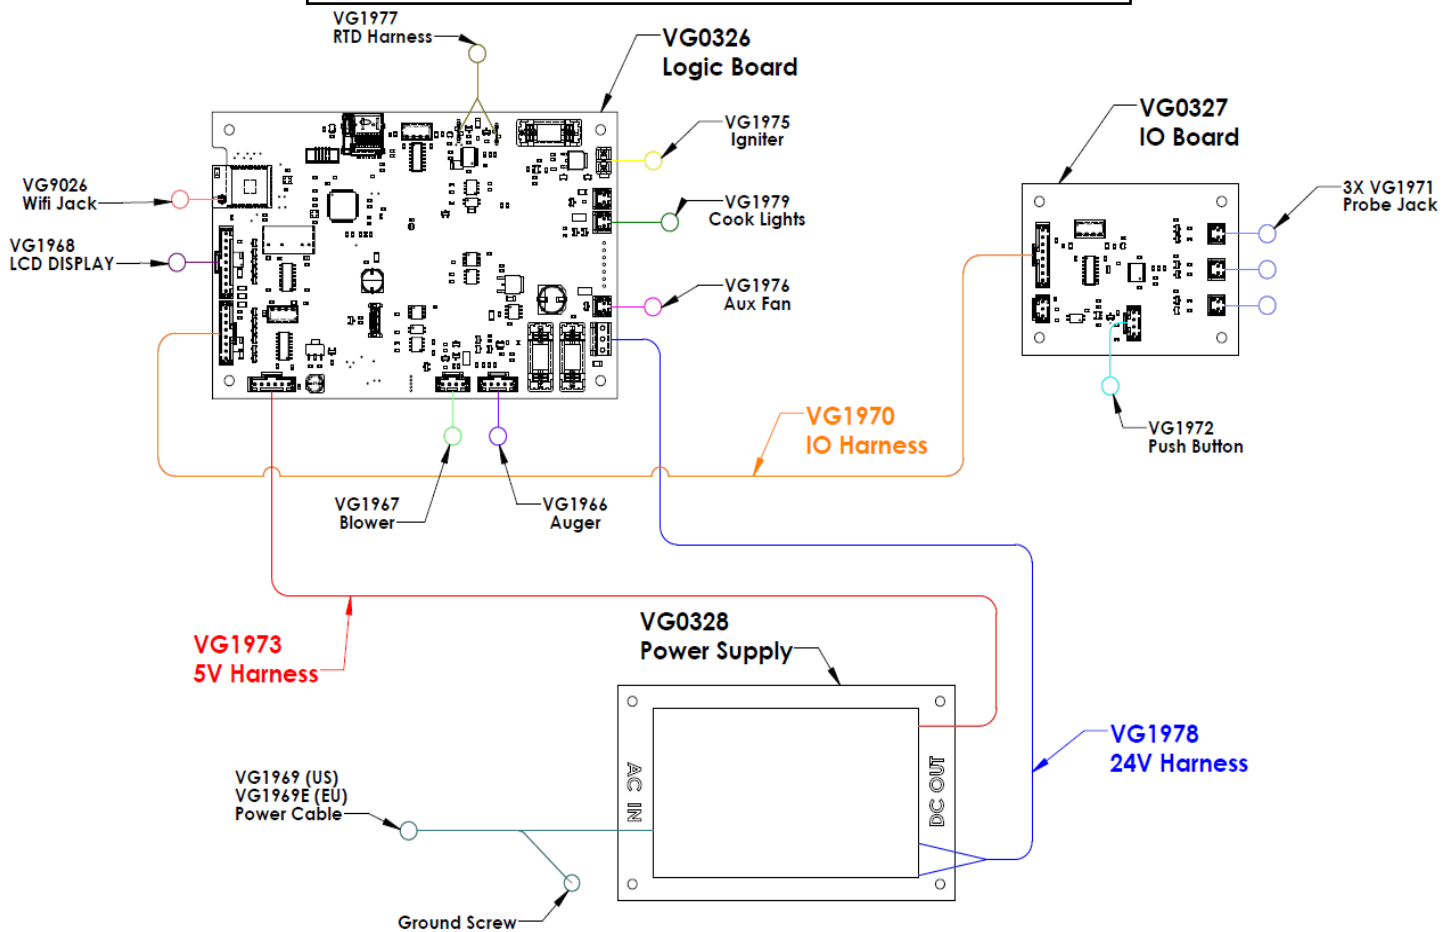 VG1977
RTD Harness
VG0326
Logic Board
VG1975
Igniter
VG0327
IO Board
VG9026
Wifi Jack
VG1979
Cook Lights
3X VG1971
Probe Jack
VG1968
LCD DISPLAY
VG1976
Aux Fan
VG1970
IO Harness
VG1972
Push Button
VG1967
Blower
VG1966
Auger
VG1973
5V Harness
VG0328
Power Supply
VG1978
24V Harness
AC IN
DC OUT
VG1969 (US)
VG1969E (EU)
Power Cable
Ground Screw